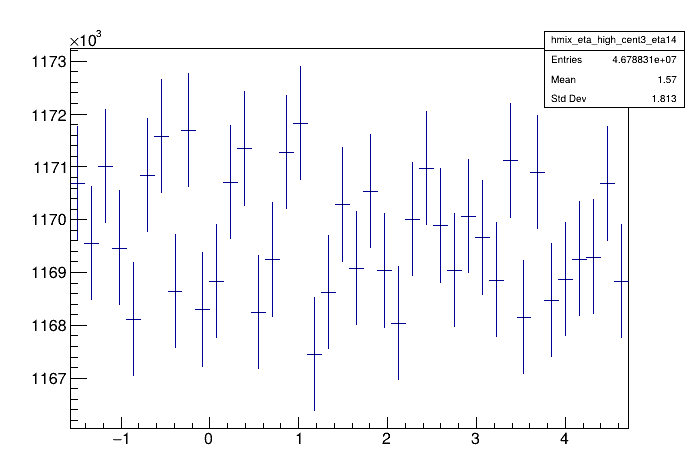 ×10³
hmix_eta_high_cent3_eta14
Entries 4.678831e+07
Mean 1.57
Std Dev 1.813
1173
1172
1171
1170
1169
1168
1167
−1 0 1 2 3 4